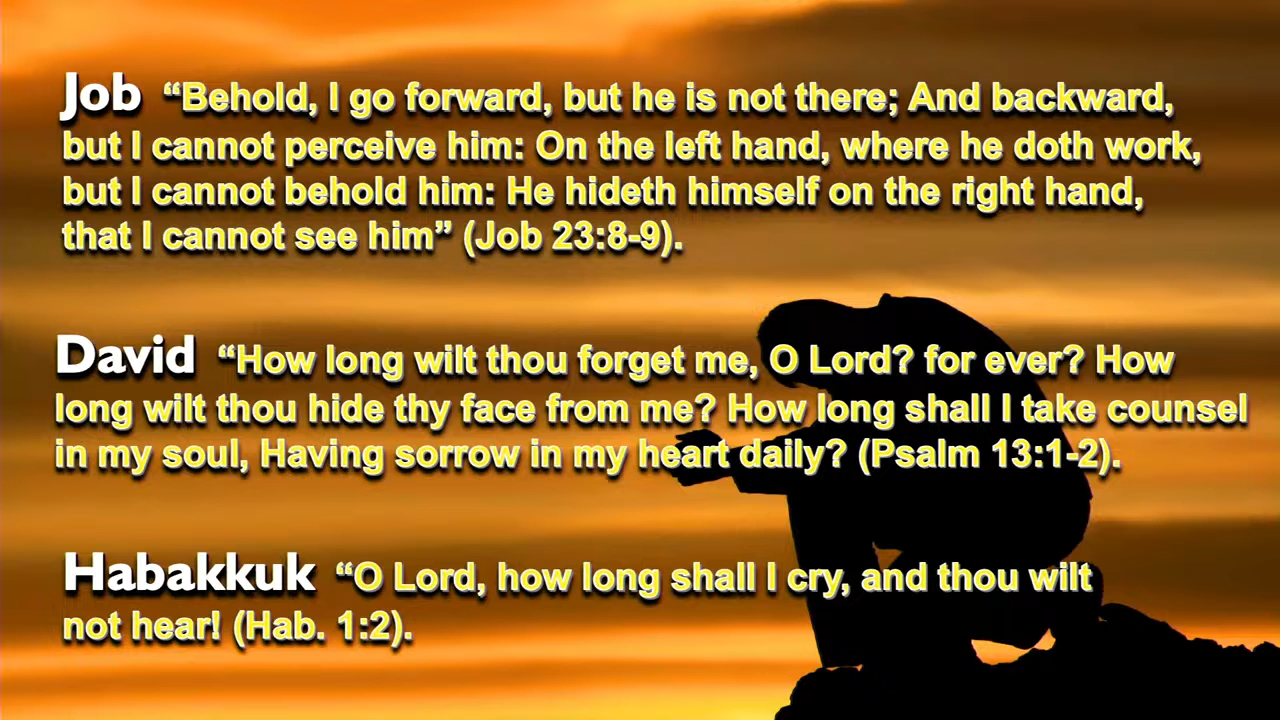 Job “Behold, I go forward, but he is not there; And backward,
but I cannot perceive him: On the left hand, where he doth work,
but I cannot behold him: He hideth himself on the right hand,
that I cannot see him” (Job 23:8-9).
David “How long wilt thou forget me, O Lord? for ever? How
long wilt thou hide thy face from me? How long shall I take counsel
in my soul, Having sorrow in my heart daily? (Psalm 13:1-2).
Habakkuk “O Lord, how long shall I cry, and thou wilt
not hear! (Hab. 1:2).